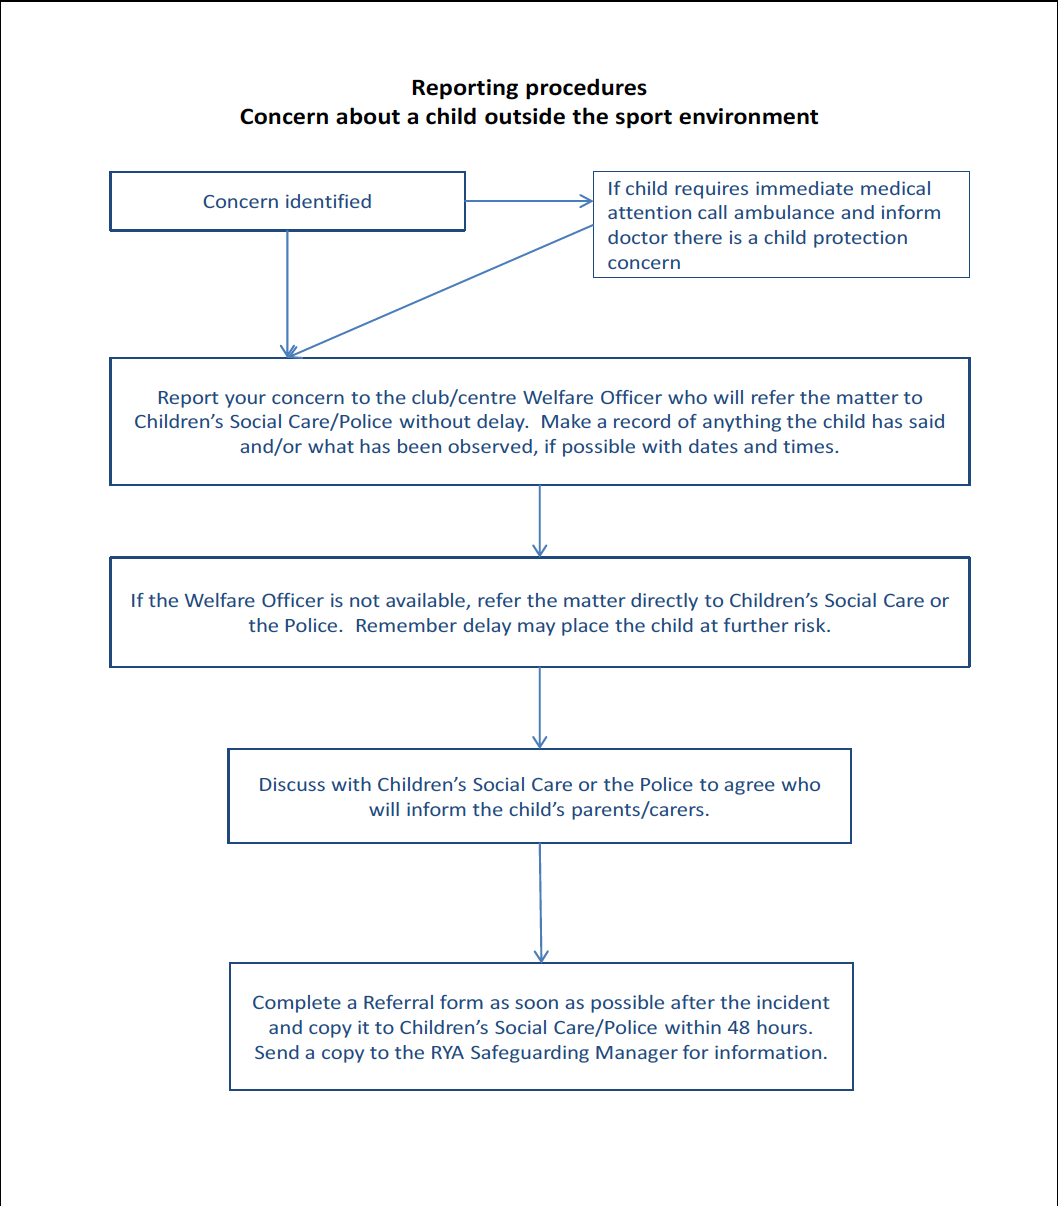 Reporting procedures
Concern about a child outside the sport environment
Concern identified
If child requires immediate medical
attention call ambulance and inform
doctor there is a child protection
concern
Report your concern to the club/centre Welfare Officer who will refer the matter to
Children’s Social Care/Police without delay.  Make a record of anything the child has said
and/or what has been observed, if possible with dates and times.
If the Welfare Officer is not available, refer the matter directly to Children’s Social Care or
the Police.  Remember delay may place the child at further risk.
Discuss with Children’s Social Care or the Police to agree who
will inform the child’s parents/carers.
Complete a Referral form as soon as possible after the incident
and copy it to Children’s Social Care/Police within 48 hours.
Send a copy to the RYA Safeguarding Manager for information.